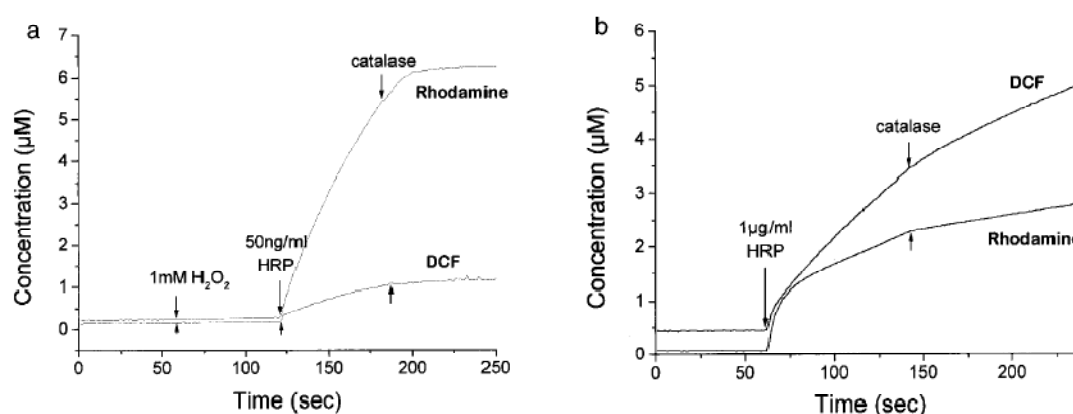 a
7
6
5
4
3
2
1
0
Concentration (µM)
catalase
Rhodamine
50ng/ml
HRP
1mM H₂O₂
DCF
0 50 100 150 200 250
Time (sec)
b
6
5
4
3
2
1
0
Concentration (µM)
DCF
catalase
1µg/ml
HRP
Rhodamine
0 50 100 150 200
Time (sec)